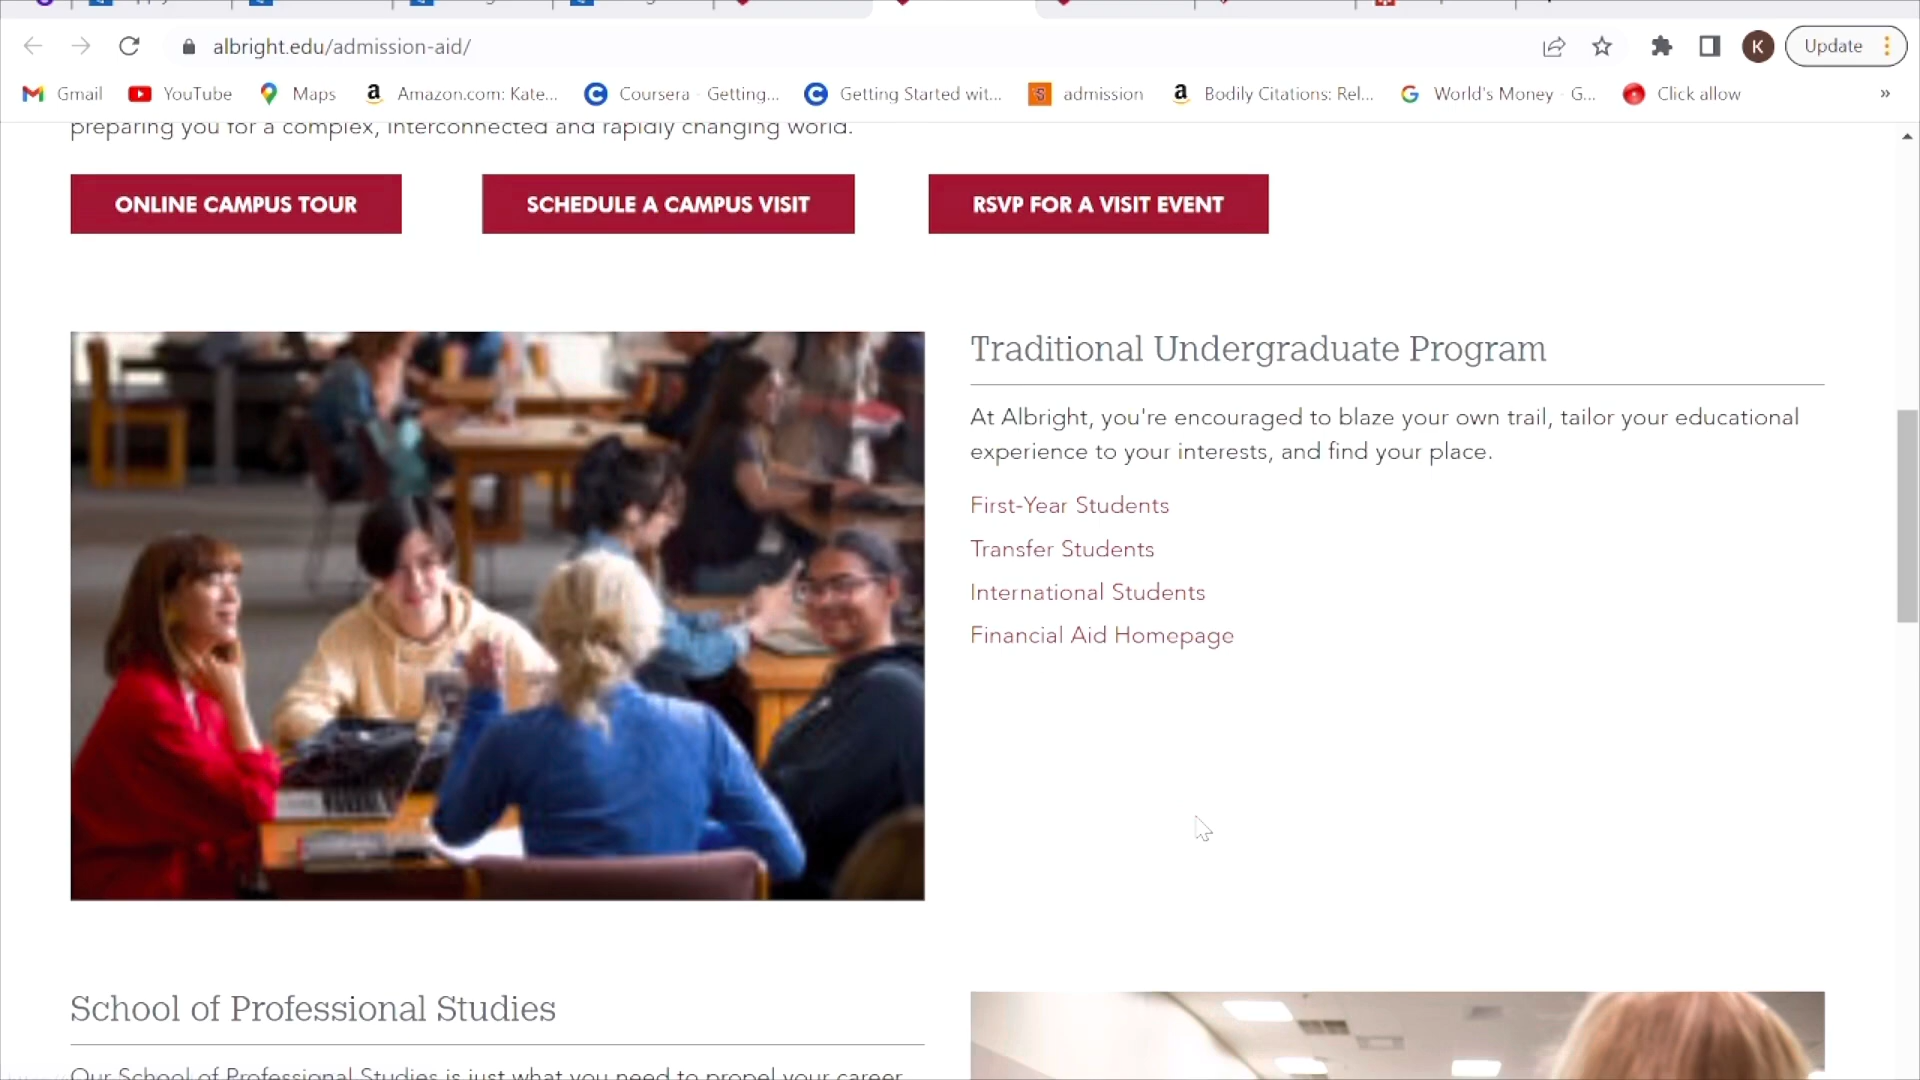 albright.edu/admission-aid/
K
Update
Gmail
YouTube
Maps
Amazon.com: Kate...
Coursera - Getting...
Getting Started wit...
admission
Bodily Citations: Rel...
World's Money - G...
Click allow
»
preparing you for a complex, interconnected and rapidly changing world.
ONLINE CAMPUS TOUR
SCHEDULE A CAMPUS VISIT
RSVP FOR A VISIT EVENT
Traditional Undergraduate Program
At Albright, you're encouraged to blaze your own trail, tailor your educational
experience to your interests, and find your place.
First-Year Students
Transfer Students
International Students
Financial Aid Homepage
School of Professional Studies
Our School of Professional Studies is just what you need to propel your career